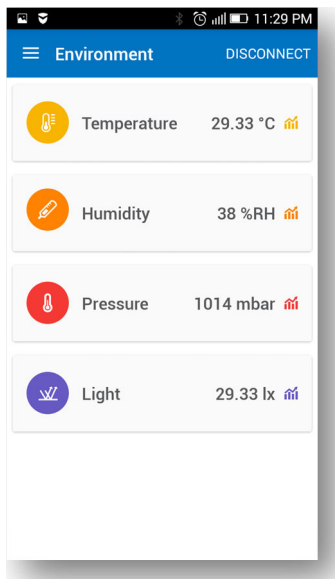 11:29 PM
Environment DISCONNECT
Temperature 29.33 °C
Humidity 38 %RH
Pressure 1014 mbar
Light 29.33 lx